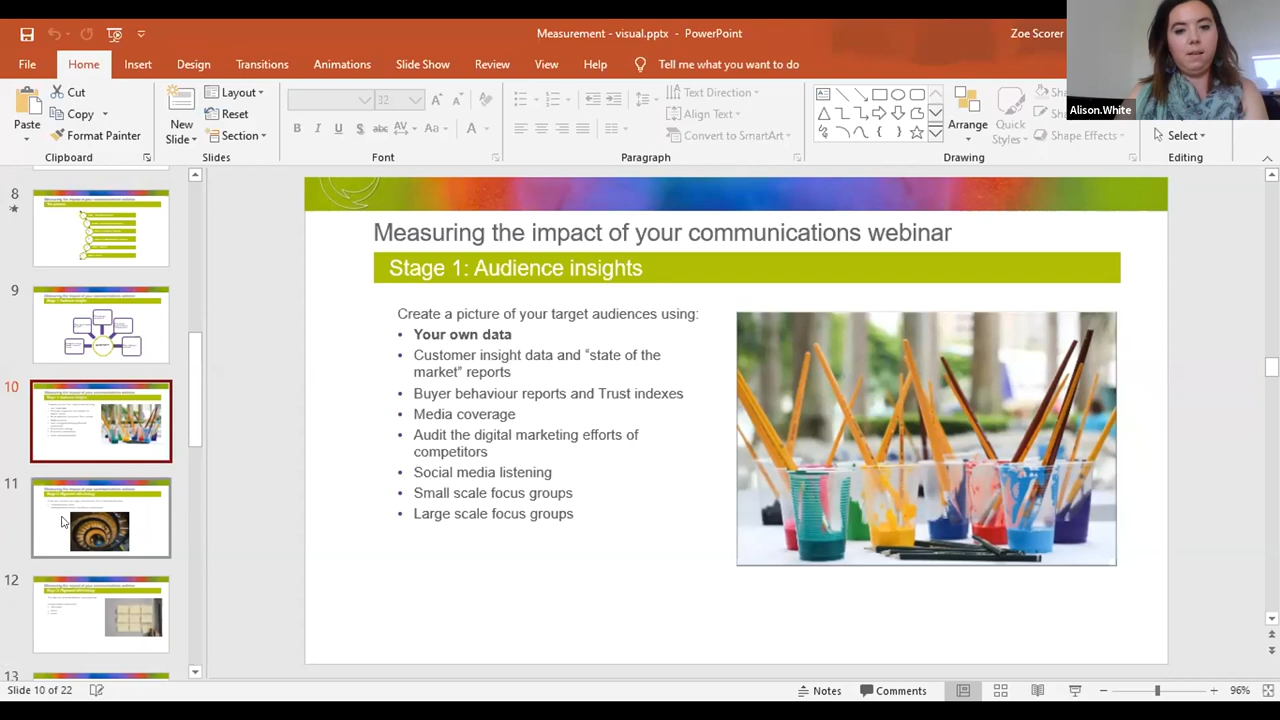 Measurement - visual.pptx - PowerPoint
Zoe Scorer
File Home Insert Design Transitions Animations Slide Show Review View Help Tell me what you want to do
Alison.White
Paste
Cut
Copy
Format Painter
Clipboard
New Slide
Layout
Reset
Section
Slides
32
B I U S abc AV Aa A
Font
Text Direction
Align Text
Convert to SmartArt
Paragraph
Arrange
Quick Styles
Shape Effects
Drawing
Select
Editing
8
9
10
11
12
13
Measuring the impact of your communications webinar
Stage 1: Audience insights
Create a picture of your target audiences using:
• Your own data
• Customer insight data and “state of the
market” reports
• Buyer behaviour reports and Trust indexes
• Media coverage
• Audit the digital marketing efforts of
competitors
• Social media listening
• Small scale focus groups
• Large scale focus groups
Slide 10 of 22
Notes
Comments
96%